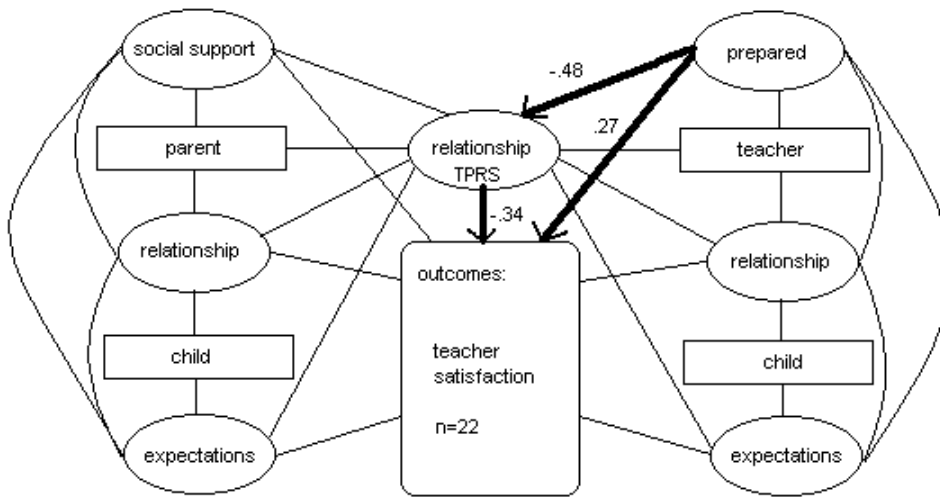 social support
prepared
-.48
.27
parent
relationship
TPRS
teacher
-.34
relationship
relationship
outcomes:
child
teacher
satisfaction
child
n=22
expectations
expectations